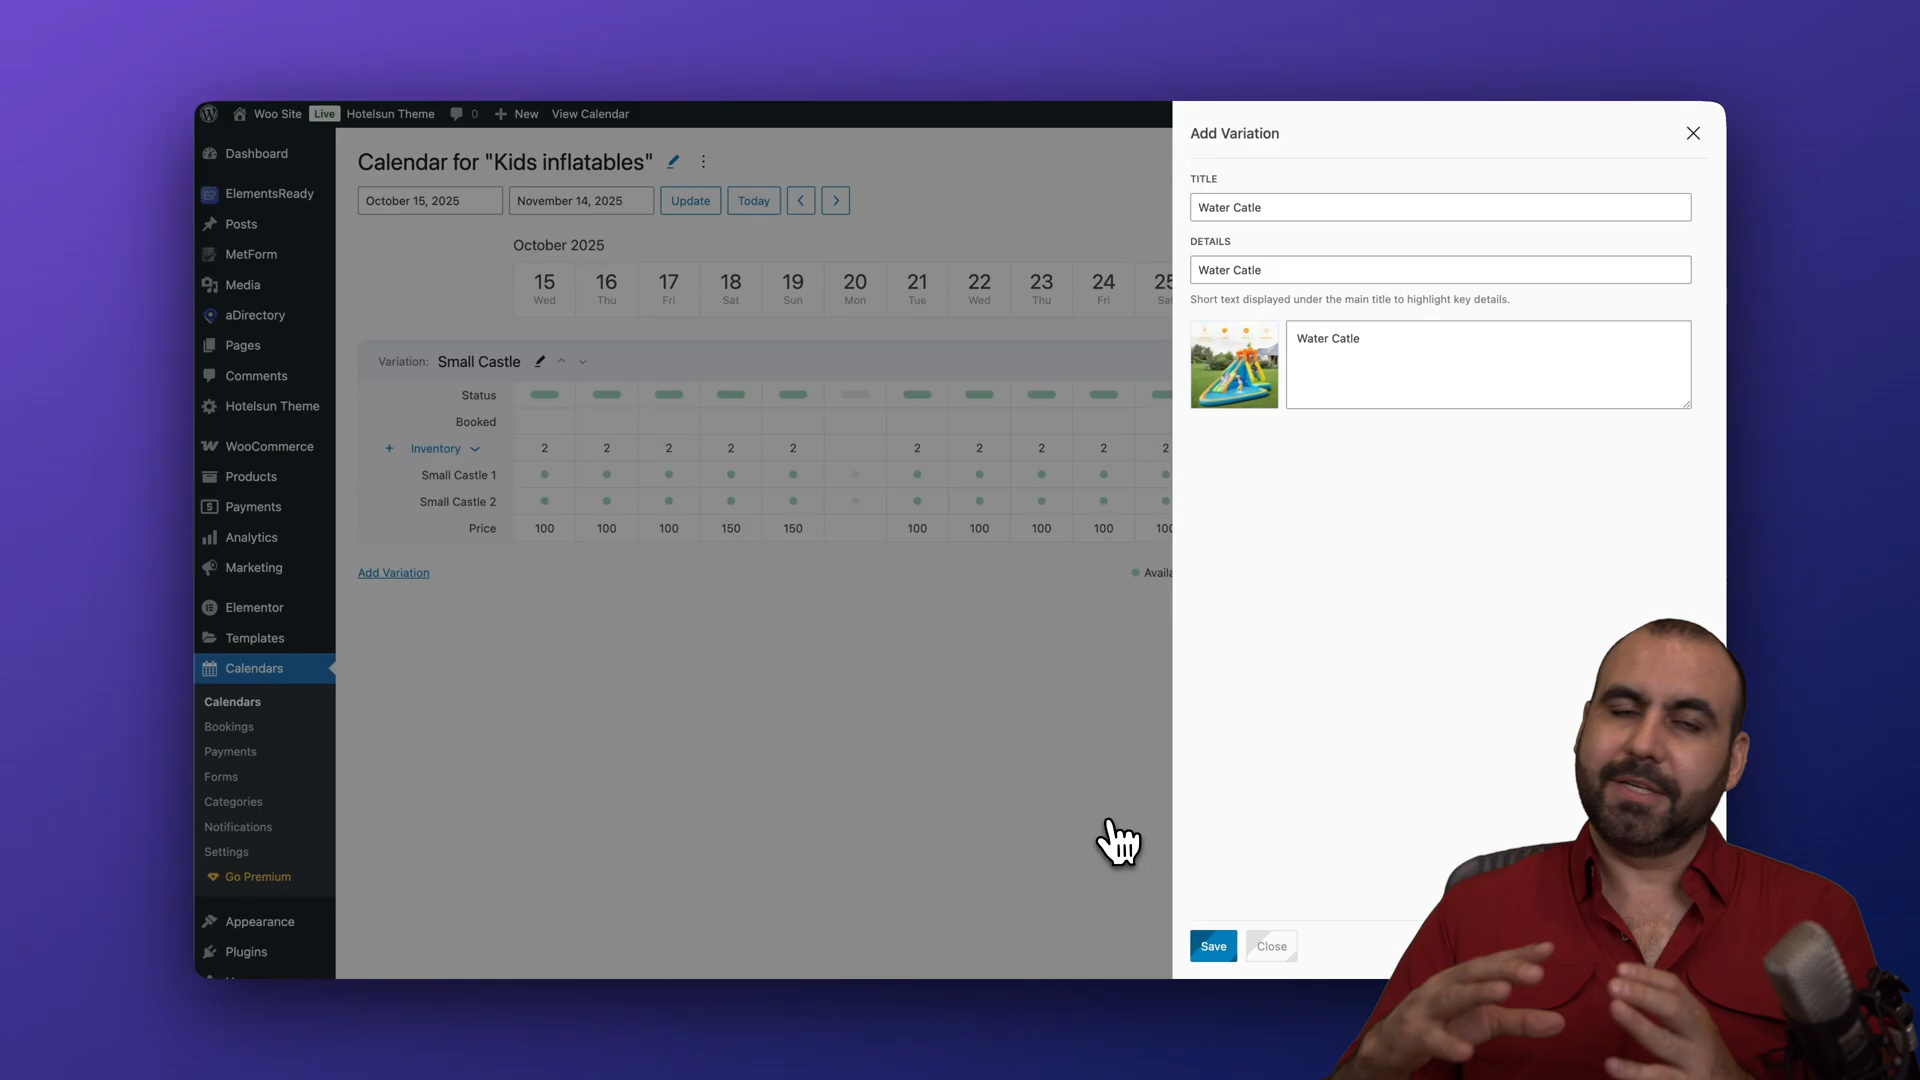 Woo Site Live Hotelsun Theme 0 New View Calendar
Dashboard
ElementsReady
Posts
MetForm
Media
aDirectory
Pages
Comments
Hotelsun Theme
WooCommerce
Products
Payments
Analytics
Marketing
Elementor
Templates
Calendars
Calendars
Bookings
Payments
Forms
Categories
Notifications
Settings
Go Premium
Appearance
Plugins
Calendar for "Kids inflatables"
October 15, 2025 November 14, 2025 Update Today
October 2025
15 16 17 18 19 20 21 22 23 24 25
Wed Thu Fri Sat Sun Mon Tue Wed Thu Fri Sat
Variation: Small Castle
Status
Booked
+ Inventory 2 2 2 2 2 2 2 2 2 2
Small Castle 1
Small Castle 2
Price 100 100 100 150 150 100 100 100 100 100
Add Variation
Availa
Add Variation
TITLE
Water Catle
DETAILS
Water Catle
Short text displayed under the main title to highlight key details.
Water Catle
Save Close